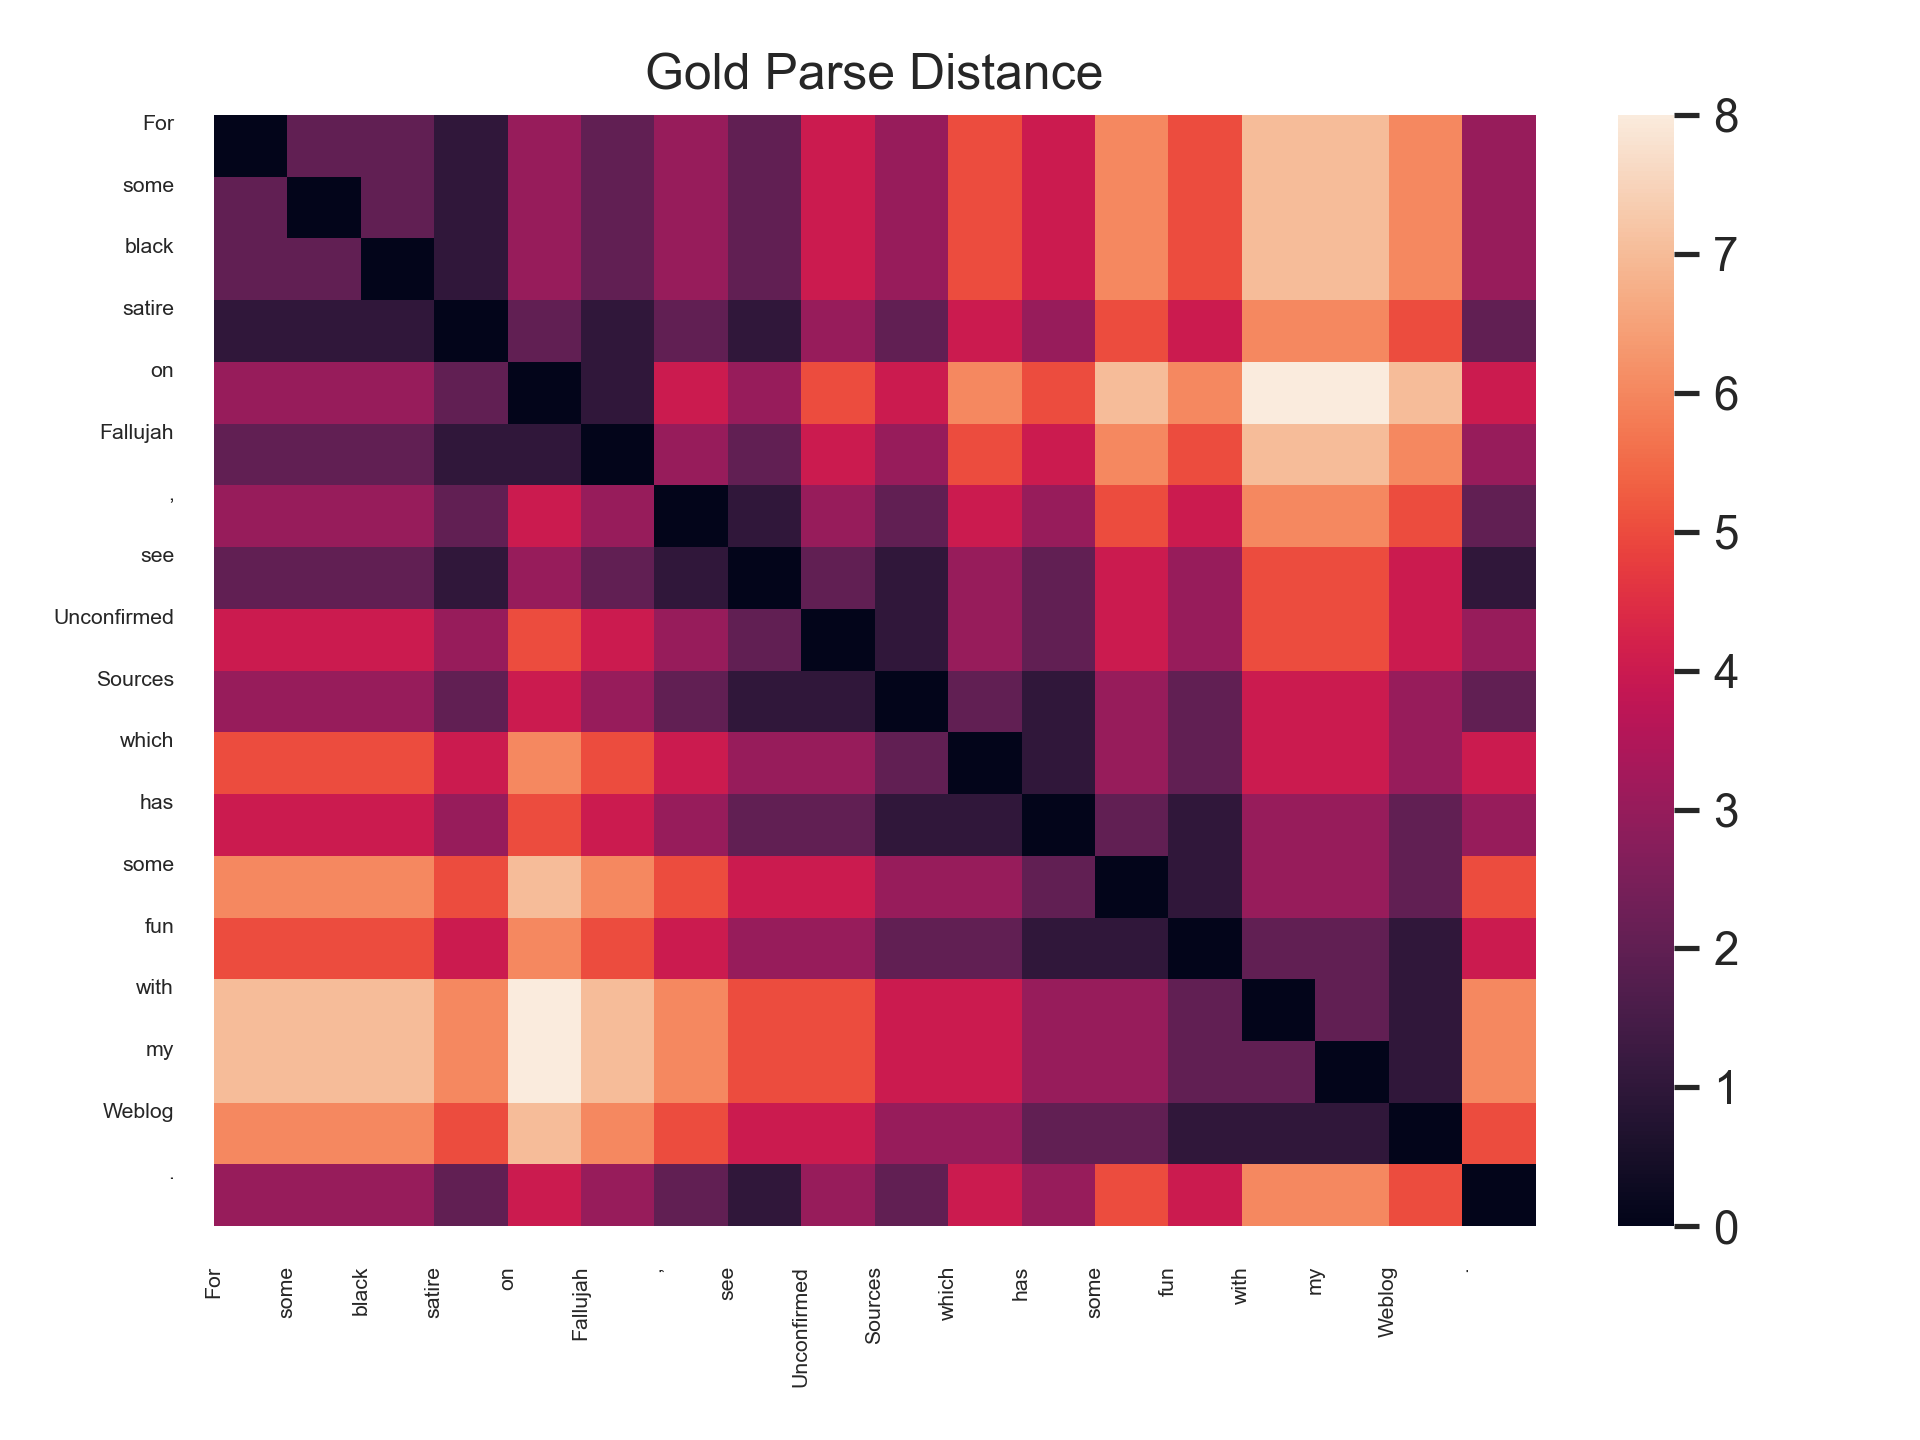 Gold Parse Distance
For
some
black
satire
on
Fallujah
,
see
Unconfirmed
Sources
which
has
some
fun
with
my
Weblog
.
8
7
6
5
4
3
2
1
0
For
some
black
satire
on
Fallujah
,
see
Unconfirmed
Sources
which
has
some
fun
with
my
Weblog
.